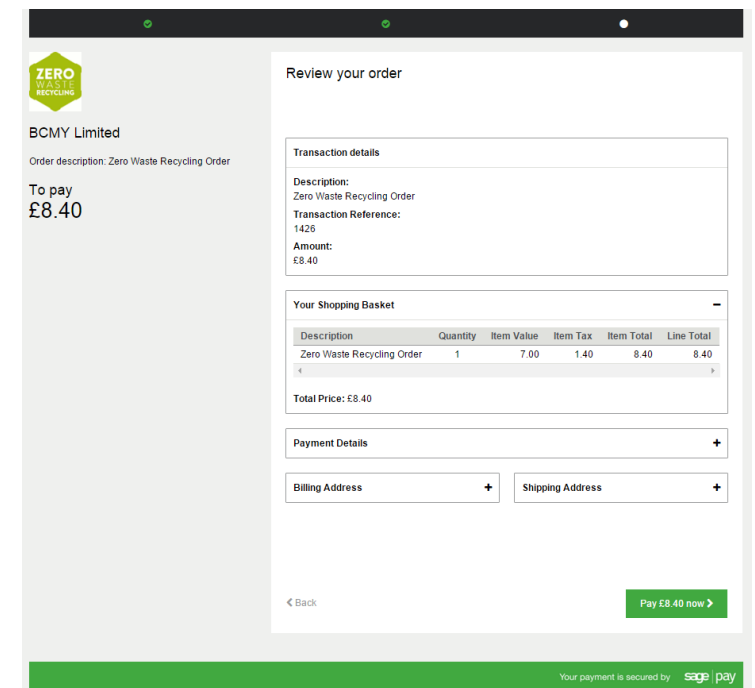 ZERO
WASTE
RECYCLING
BCMY Limited
Order description: Zero Waste Recycling Order
To pay
£8.40
Review your order
Transaction details
Description:
Zero Waste Recycling Order
Transaction Reference:
1426
Amount:
£8.40
Your Shopping Basket
Description Quantity Item Value Item Tax Item Total Line Total
Zero Waste Recycling Order 1 7.00 1.40 8.40 8.40
Total Price: £8.40
Payment Details
Billing Address
Shipping Address
Back
Pay £8.40 now
Your payment is secured by sage pay